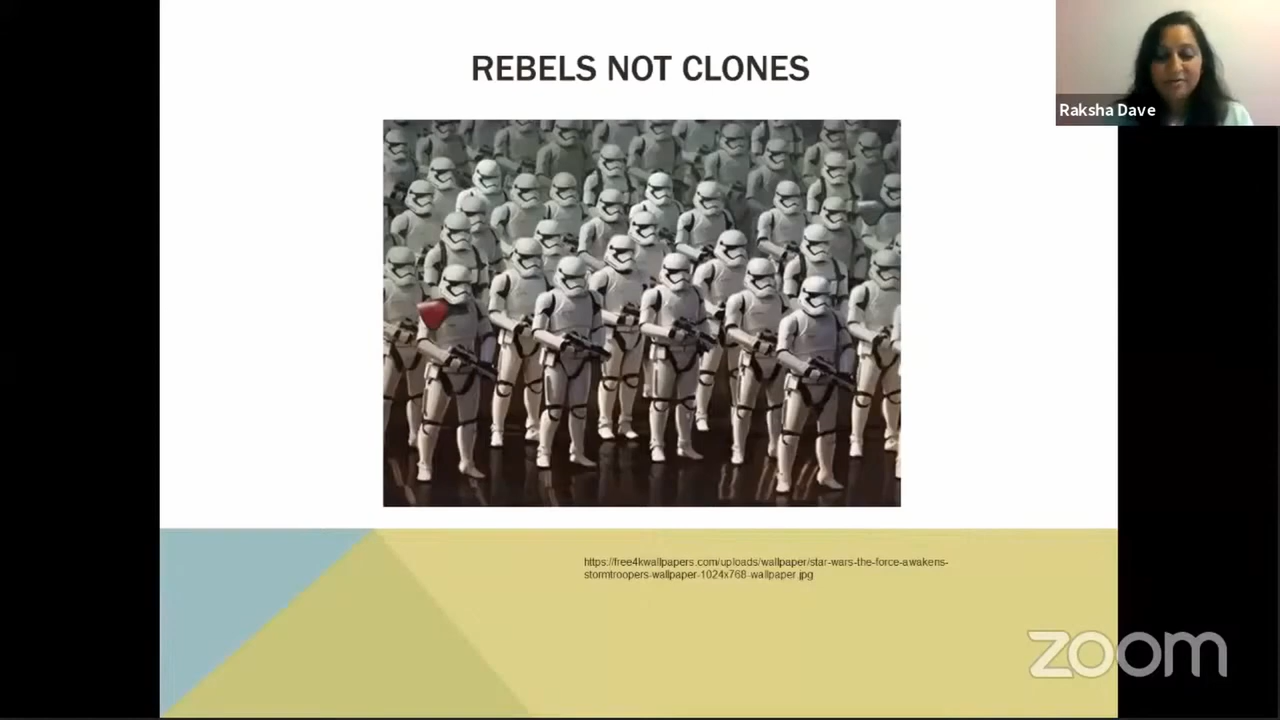 REBELS NOT CLONES
Raksha Dave
https://free4kwallpapers.com/uploads/wallpaper/star-wars-the-force-awakens-
stormtroopers-wallpaper-1024x768-wallpaper.jpg
zoom